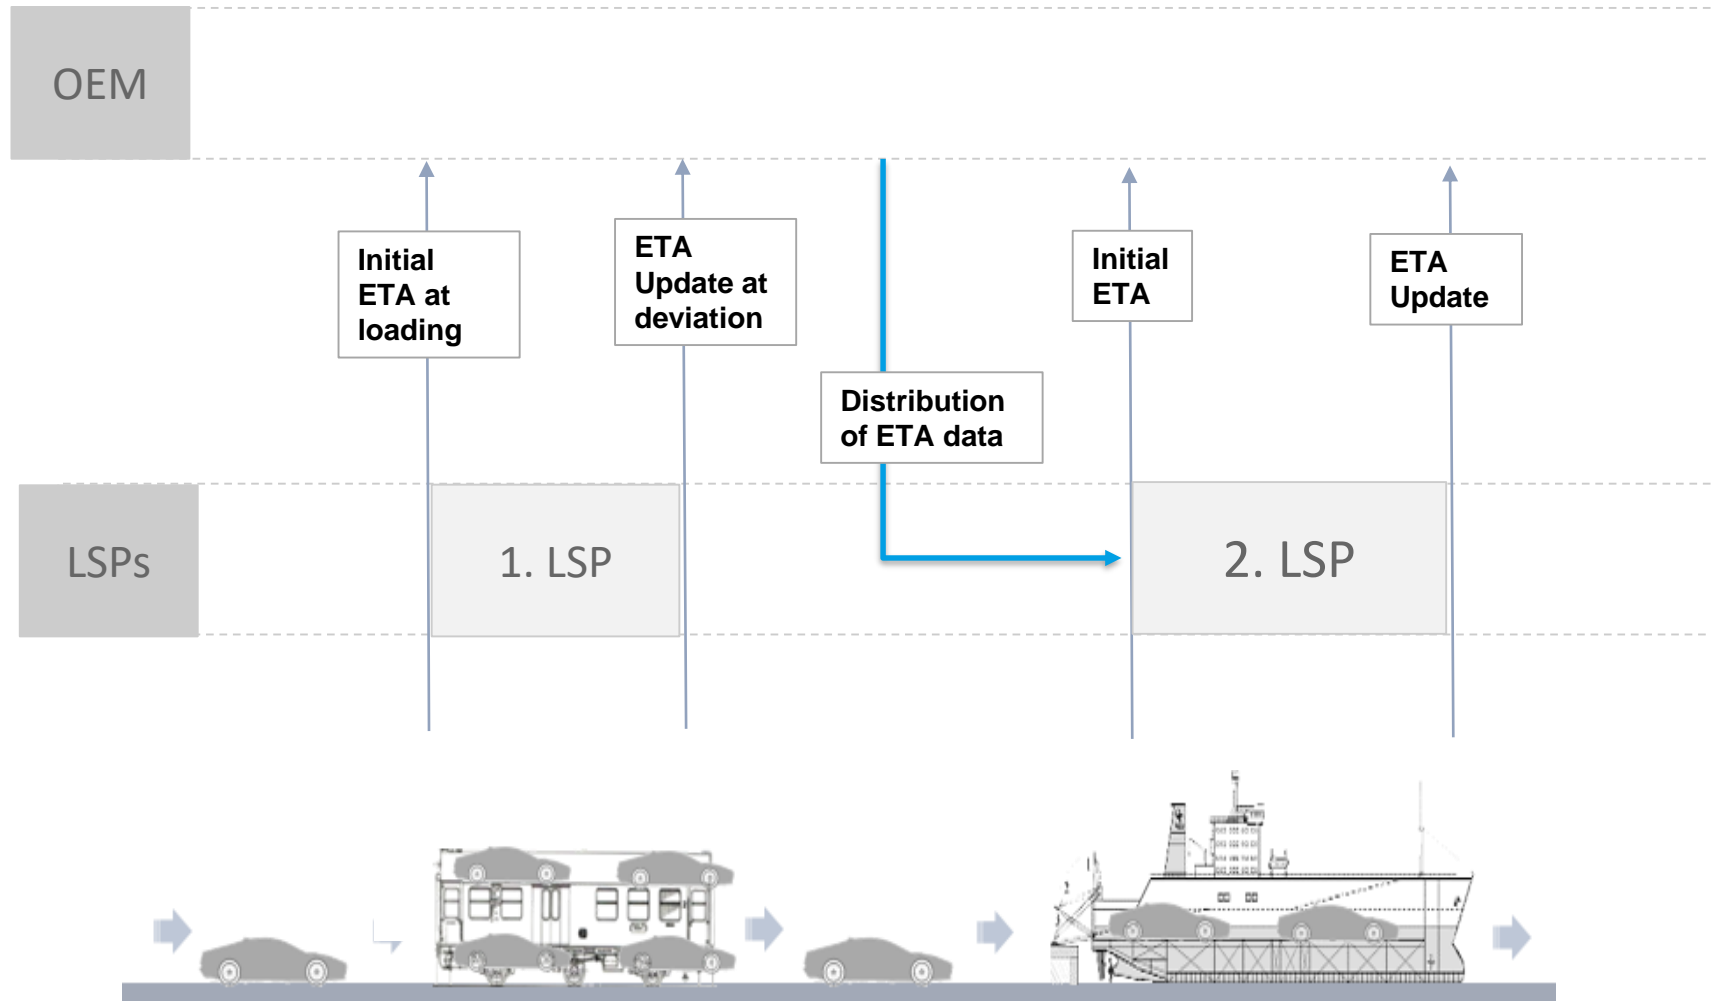 OEM
Initial
ETA at
loading
ETA
Update at
deviation
Distribution
of ETA data
Initial
ETA
ETA
Update
LSPs
1. LSP
2. LSP